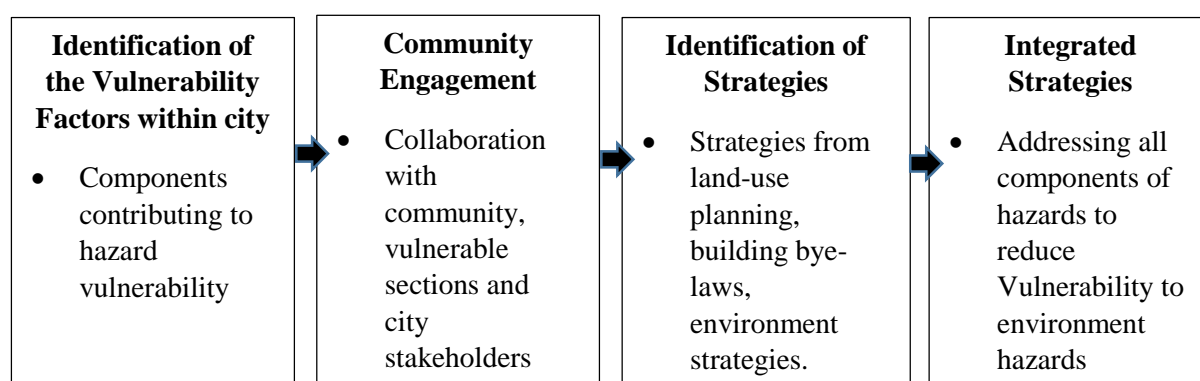 Identification of
the Vulnerability
Factors within city
• Components
contributing to
hazard
vulnerability
Community
Engagement
• Collaboration
with
community,
vulnerable
sections and
city
stakeholders
Identification of
Strategies
• Strategies from
land-use
planning,
building bye-
laws,
environment
strategies.
Integrated
Strategies
• Addressing all
components of
hazards to
reduce
Vulnerability to
environment
hazards